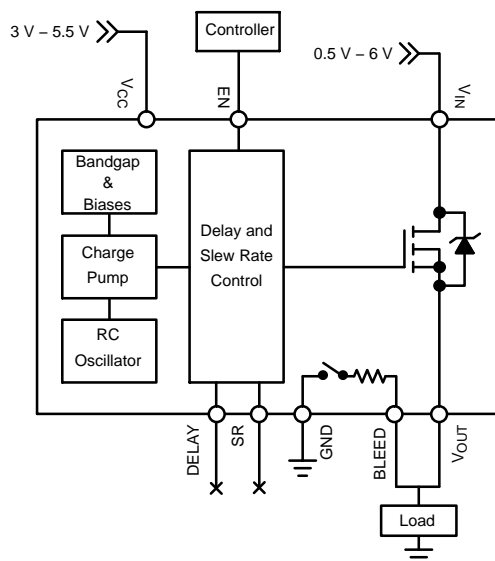 3 V – 5.5 V
Controller
0.5 V – 6 V
VCC
EN
VIN
Bandgap
&
Biases
Charge
Pump
RC
Oscillator
Delay and
Slew Rate
Control
DELAY
SR
GND
BLEED
VOUT
Load